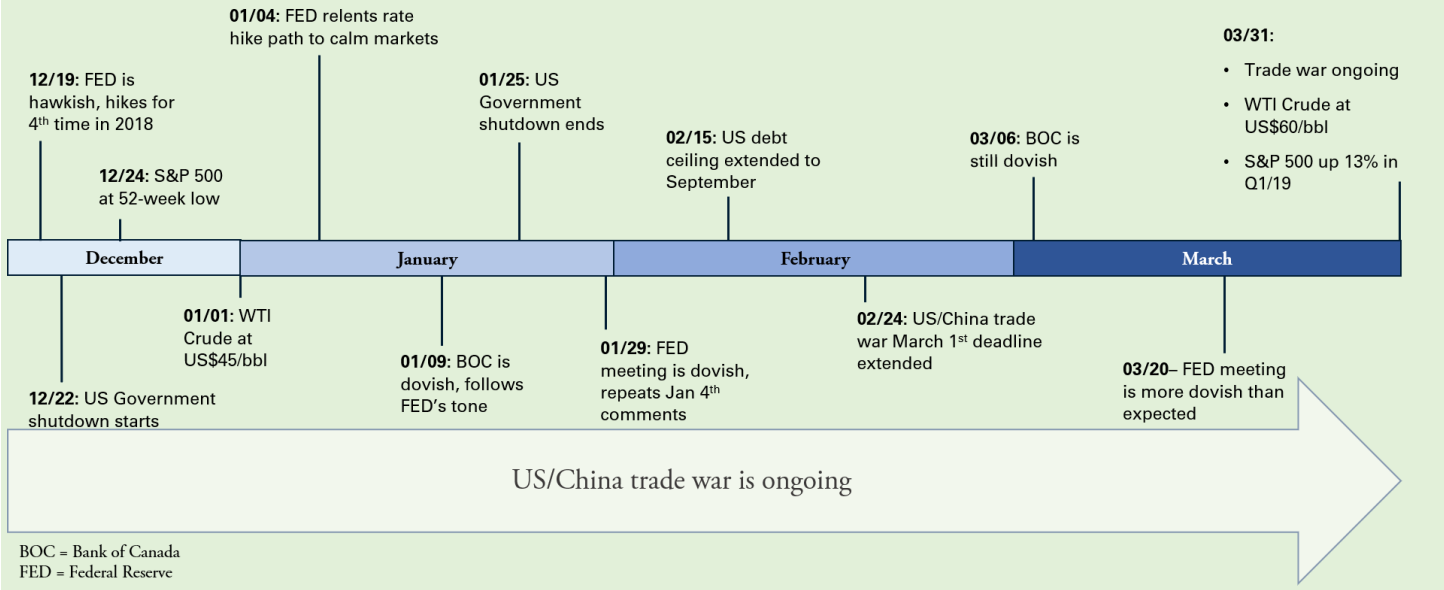 01/04: FED relents rate
hike path to calm markets
12/19: FED is
hawkish, hikes for
4th time in 2018
12/24: S&P 500
at 52-week low
01/25: US
Government
shutdown ends
02/15: US debt
ceiling extended to
September
03/06: BOC is
still dovish
03/31:
• Trade war ongoing
• WTI Crude at
US$60/bbl
• S&P 500 up 13% in
Q1/19
December
January
February
March
12/22: US Government
shutdown starts
01/01: WTI
Crude at
US$45/bbl
01/09: BOC is
dovish, follows
FED's tone
01/29: FED
meeting is dovish,
repeats Jan 4th
comments
02/24: US/China trade
war March 1st deadline
extended
03/20– FED meeting
is more dovish than
expected
US/China trade war is ongoing
BOC = Bank of Canada
FED = Federal Reserve